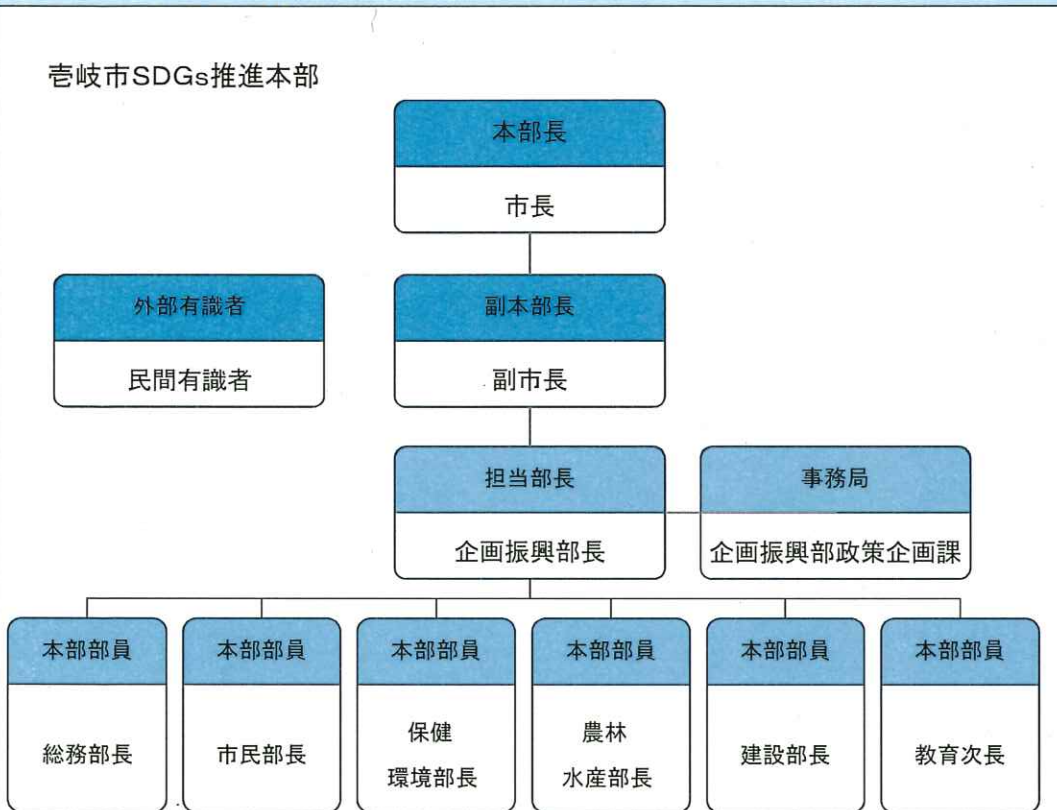 壱岐市SDGs推進本部
本部長
市長
外部有識者
民間有識者
副本部長
副市長
担当部長
企画振興部長
事務局
企画振興部政策企画課
本部部員
総務部長
本部部員
市民部長
本部部員
保健
環境部長
本部部員
農林
水産部長
本部部員
建設部長
本部部員
教育次長